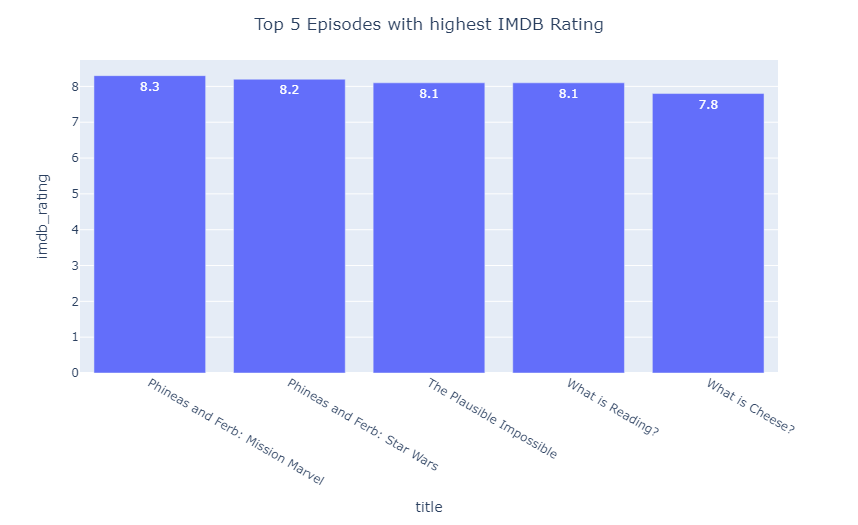 Top 5 Episodes with highest IMDB Rating
imdb_rating
8
7
6
5
4
3
2
1
0
8.3
8.2
8.1
8.1
7.8
Phineas and Ferb: Mission Marvel
Phineas and Ferb: Star Wars
The Plausible Impossible
What is Reading?
What is Cheese?
title